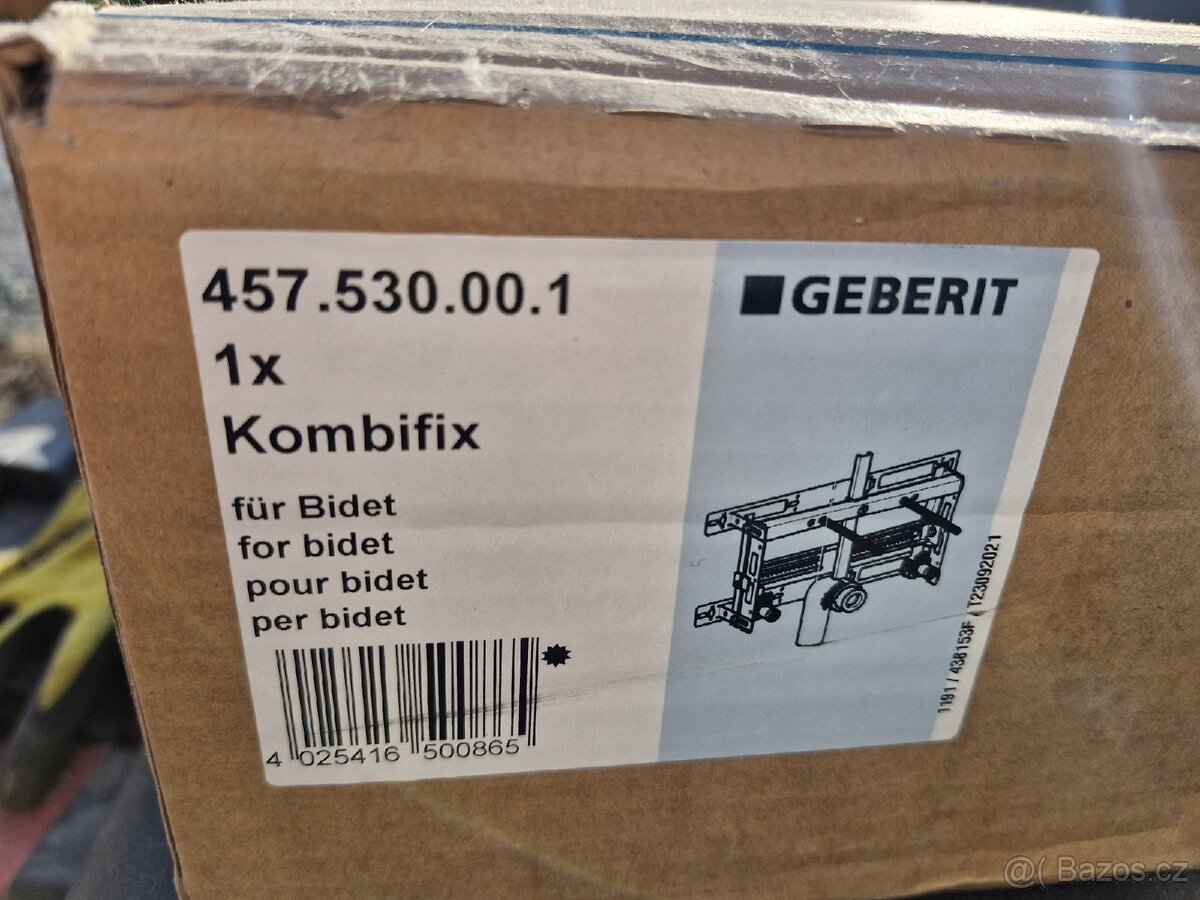 457.530.00.1
GEBERIT
1x
Kombifix
für Bidet
for bidet
pour bidet
per bidet
4 025416 500865
1191 / 438153F / T23092021
@( Bazos.cz